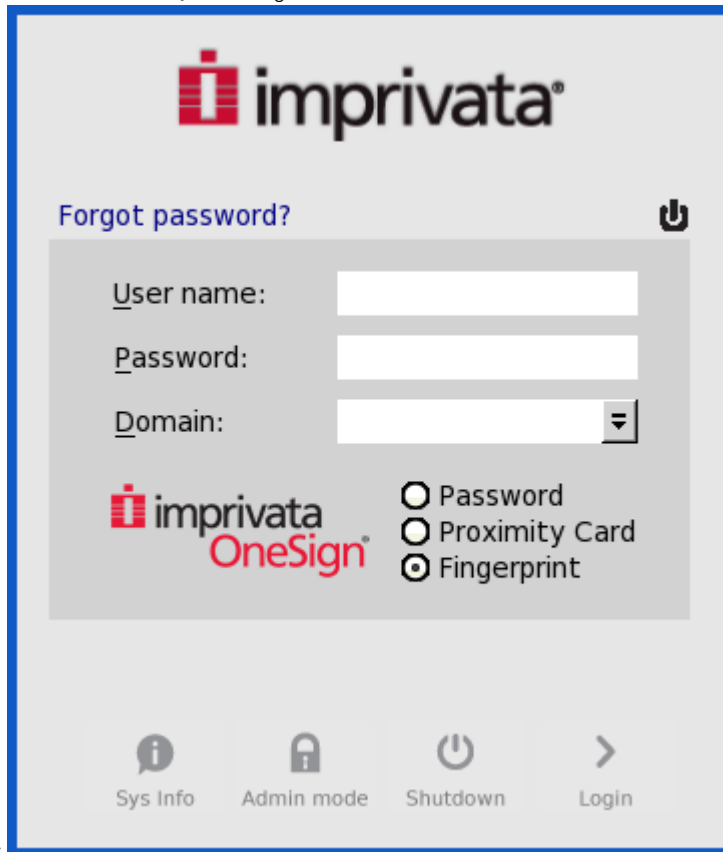 imprivata®
Forgot password?
User name:
Password:
Domain:
imprivata
OneSign®
Password
Proximity Card
Fingerprint
Sys Info Admin mode Shutdown Login